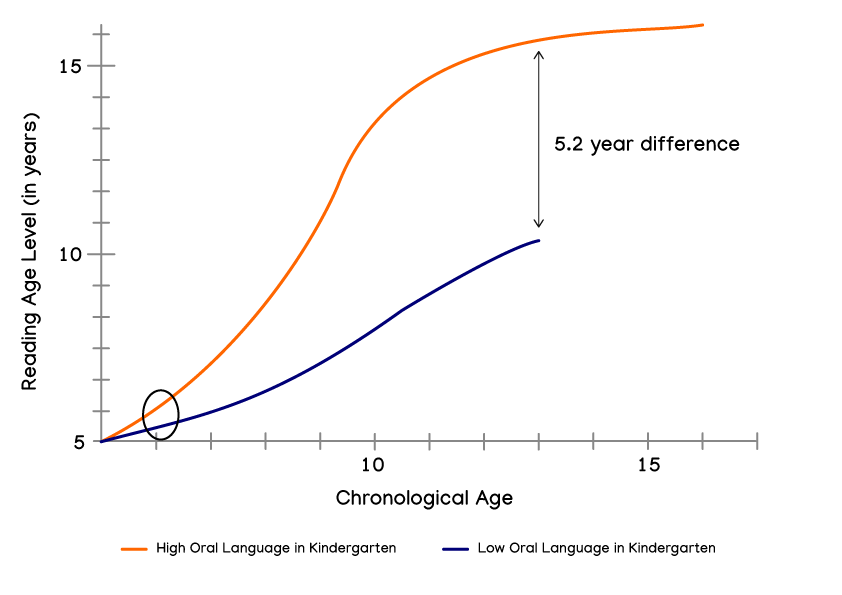 15
5.2 year difference
10
Reading Age Level (in years)
5
10
15
Chronological Age
High Oral Language in Kindergarten
Low Oral Language in Kindergarten